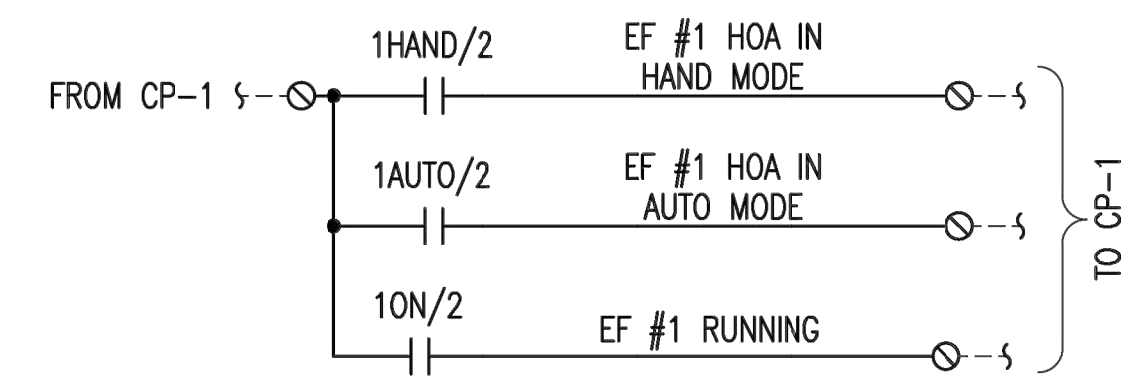 1HAND/2
EF #1 HOA IN
HAND MODE
FROM CP-1
1AUTO/2
EF #1 HOA IN
AUTO MODE
1ON/2
EF #1 RUNNING
TO CP-1